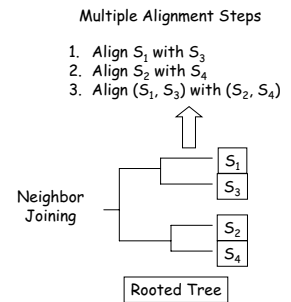 Multiple Alignment Steps
1. Align S₁ with S₃
2. Align S₂ with S₄
3. Align (S₁, S₃) with (S₂, S₄)
S₁
S₃
Neighbor
Joining
S₂
S₄
Rooted Tree